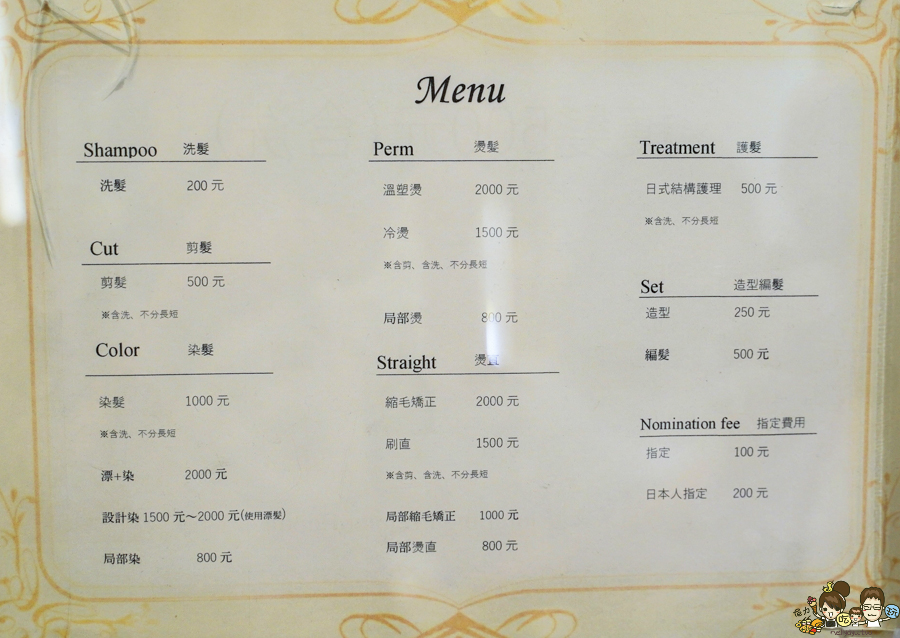 Menu
Shampoo 洗髮
洗髮 200 元
Cut 剪髮
剪髮 500 元
※含洗、不分長短
Color 染髮
染髮 1000 元
※含洗、不分長短
漂+染 2000 元
設計染 1500 元～2000 元(使用漂髮)
局部染 800 元
Perm 燙髮
溫塑燙 2000 元
冷燙 1500 元
※含剪、含洗、不分長短
局部燙 800 元
Straight 燙直
縮毛矯正 2000 元
刷直 1500 元
※含剪、含洗、不分長短
局部縮毛矯正 1000 元
局部燙直 800 元
Treatment 護髮
日式結構護理 500 元
※含洗、不分長短
Set 造型編髮
造型 250 元
編髮 500 元
Nomination fee 指定費用
指定 100 元
日本人指定 200 元
吃
玩